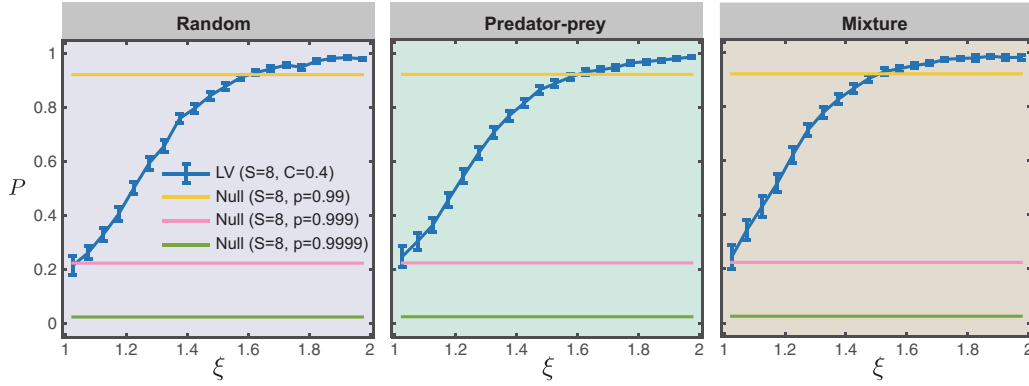 Random
Predator-prey
Mixture
P
1
0.8
0.6
0.4
0.2
0
LV (S=8, C=0.4)
Null (S=8, p=0.99)
Null (S=8, p=0.999)
Null (S=8, p=0.9999)
1 1.2 1.4 1.6 1.8 2
1 1.2 1.4 1.6 1.8 2
1 1.2 1.4 1.6 1.8 2
ξ
ξ
ξ